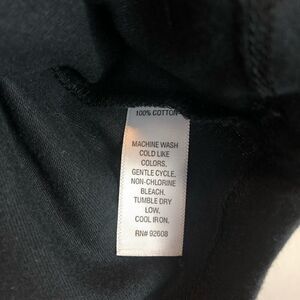 100% COTTON
MACHINE WASH
COLD LIKE
COLORS.
GENTLE CYCLE.
NON-CHLORINE
BLEACH.
TUMBLE DRY
LOW.
COOL IRON.
RN# 92608